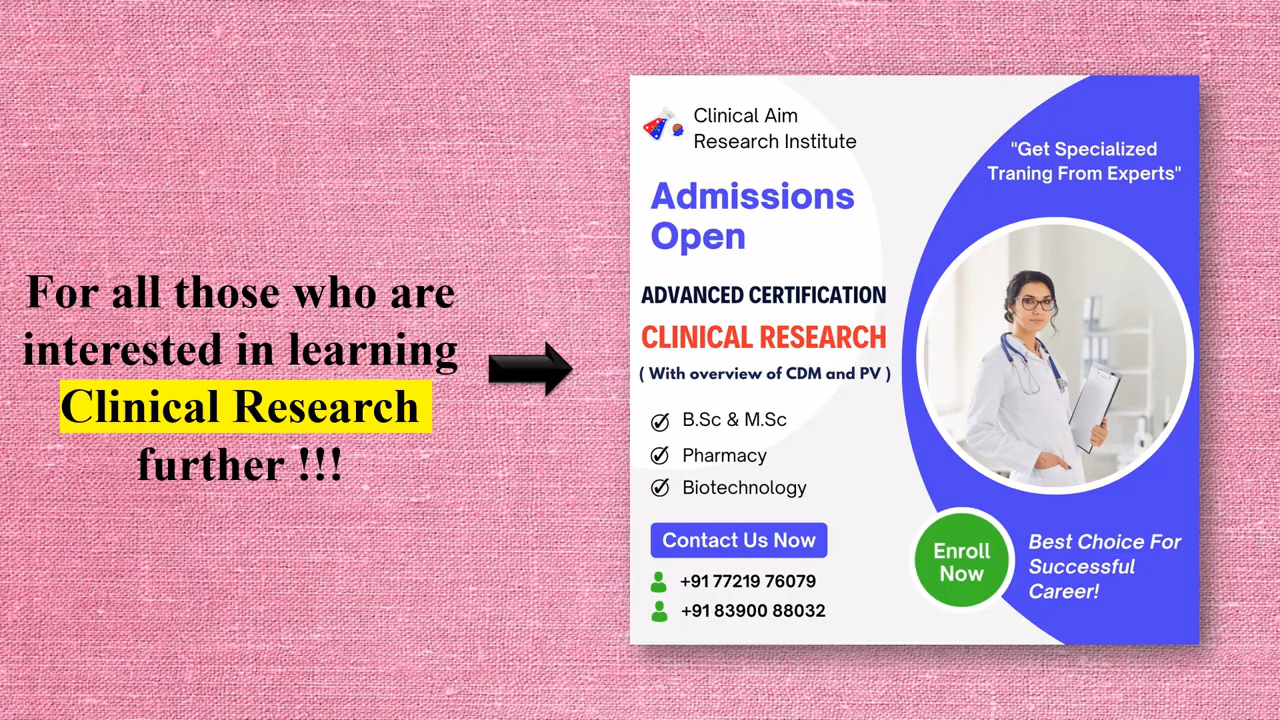 For all those who are
interested in learning
Clinical Research
further !!!
Clinical Aim
Research Institute
Admissions
Open
ADVANCED CERTIFICATION
CLINICAL RESEARCH
( With overview of CDM and PV )
B.Sc & M.Sc
Pharmacy
Biotechnology
Contact Us Now
+91 77219 76079
+91 83900 88032
"Get Specialized
Traning From Experts"
Enroll
Now
Best Choice For
Successful
Career!